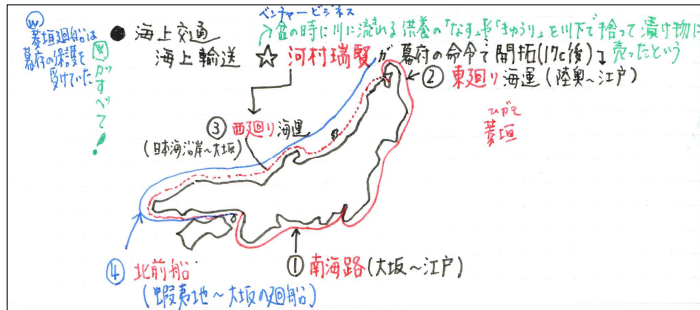 ベンチャービジネス
盆の時に川に流れる供養の「なす」や「きゅうり」を川下で拾って漬け物に
売ったという
● 海上交通
海上輸送 ☆ 河村瑞賢が幕府の命令で開拓(17c後)
② 東廻り海運(陸奥〜江戸)
菱垣廻船は
幕府の保護を
受けていた
がすべて!
ひがき
菱垣
③ 西廻り海運
(日本海沿岸〜大坂)
④ 北前船
(蝦夷地〜大坂の廻船)
① 南海路(大坂〜江戸)